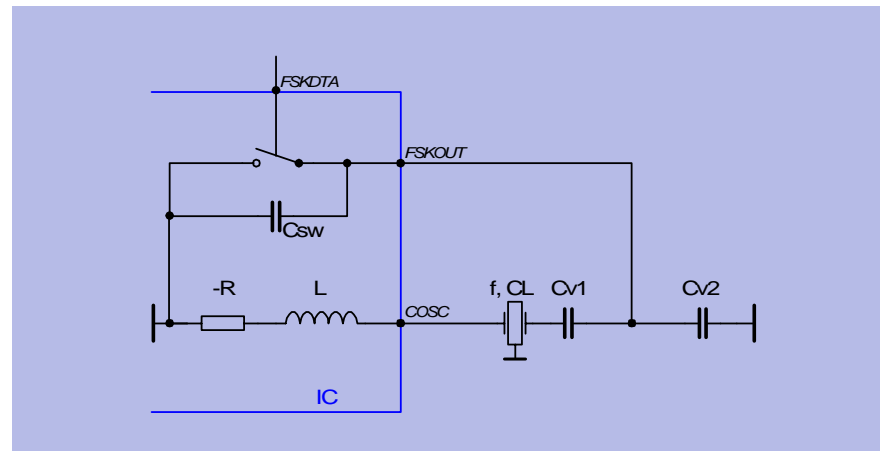 FSKDTA
FSKOUT
Csw
-R L f, CL Cv1 Cv2
COSC
IC